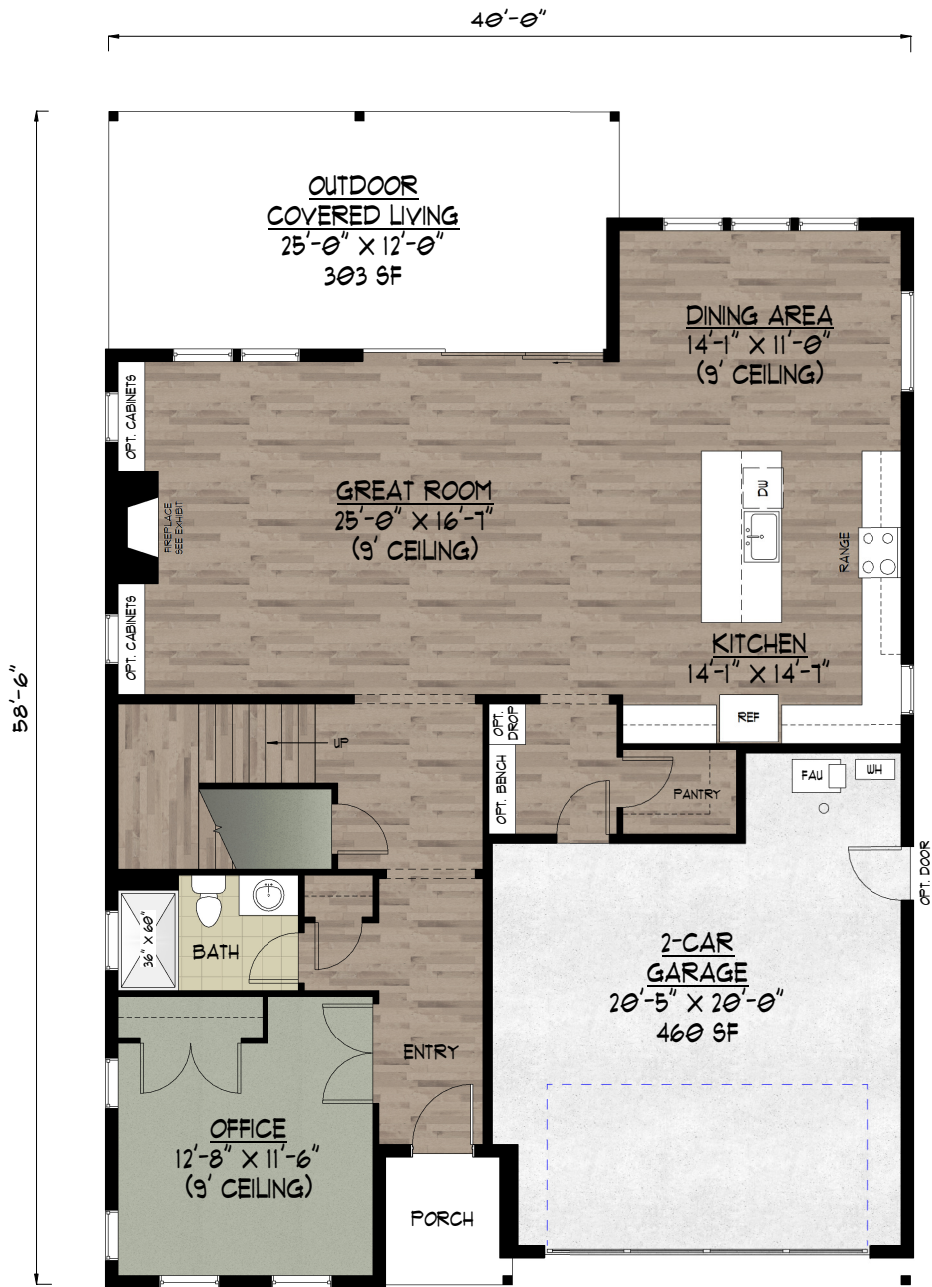 40'-0"
OUTDOOR
COVERED LIVING
25'-0" X 12'-0"
303 SF
DINING AREA
14'-1" X 11'-0"
(9' CEILING)
OPT. CABINETS
GREAT ROOM
25'-0" X 16'-7"
(9' CEILING)
FIREPLACE
SEE EXHIBIT
DW
RANGE
OPT. CABINETS
KITCHEN
14'-1" X 14'-7"
58'-6"
REF
OPT.
DROP
UP
OPT. BENCH
PANTRY
FAU
WH
OPT. DOOR
36" X 60"
BATH
2-CAR
GARAGE
20'-5" X 20'-0"
460 SF
ENTRY
OFFICE
12'-8" X 11'-6"
(9' CEILING)
PORCH